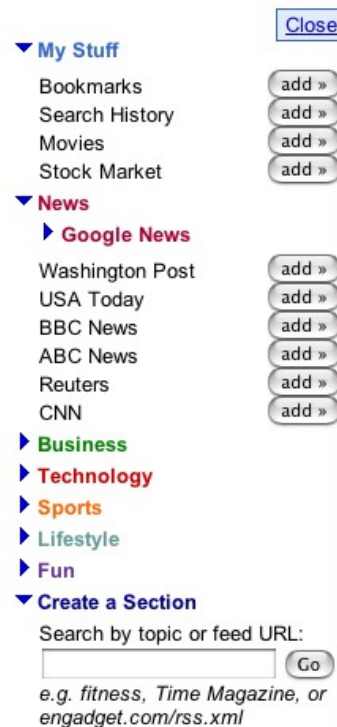 Close
My Stuff
Bookmarks add »
Search History add »
Movies add »
Stock Market add »
News
Google News
Washington Post add »
USA Today add »
BBC News add »
ABC News add »
Reuters add »
CNN add »
Business
Technology
Sports
Lifestyle
Fun
Create a Section
Search by topic or feed URL:
Go
e.g. fitness, Time Magazine, or
engadget.com/rss.xml